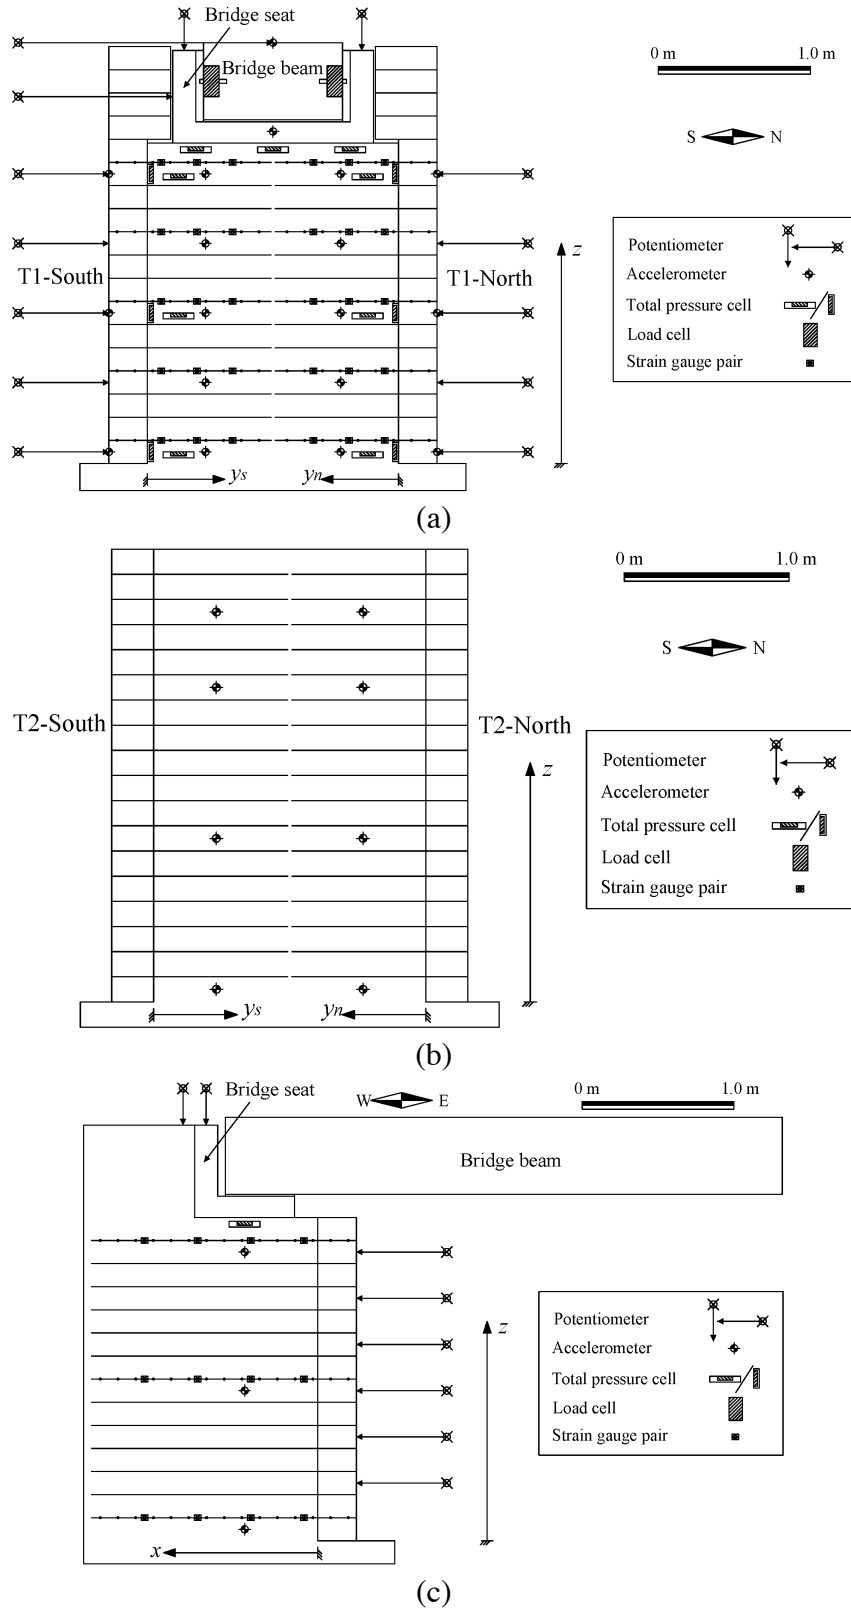 Bridge seat
Bridge beam
0 m 1.0 m
S N
z
T1-South
T1-North
Potentiometer
Accelerometer
Total pressure cell
Load cell
Strain gauge pair
ys yn
(a)
0 m 1.0 m
S N
T2-South
T2-North
z
Potentiometer
Accelerometer
Total pressure cell
Load cell
Strain gauge pair
ys yn
(b)
Bridge seat
W E
0 m 1.0 m
Bridge beam
z
Potentiometer
Accelerometer
Total pressure cell
Load cell
Strain gauge pair
x
(c)